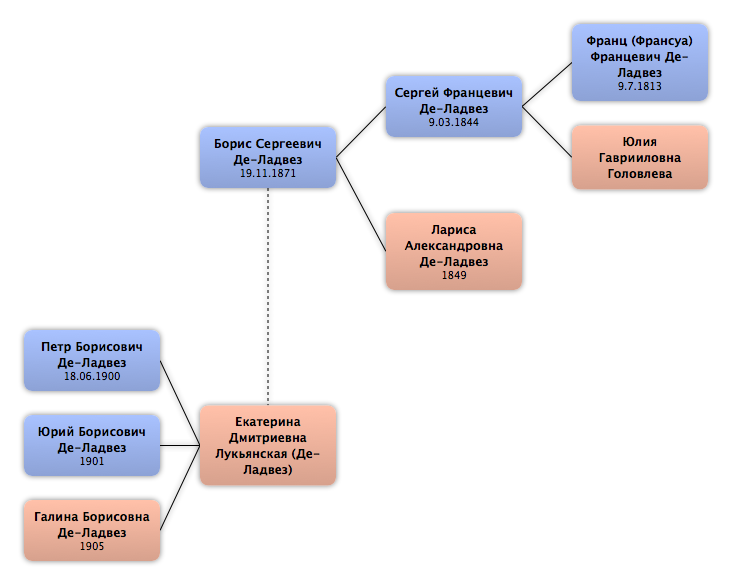 Франц (Франсуа)
Францевич Де-
Ладвез
9.7.1813
Сергей Францевич
Де-Ладвез
9.03.1844
Юлия
Гаврииловна
Головлева
Борис Сергеевич
Де-Ладвез
19.11.1871
Лариса
Александровна
Де-Ладвез
1849
Петр Борисович
Де-Ладвез
18.06.1900
Екатерина
Дмитриевна
Лукьянская (Де-
Ладвез)
Юрий Борисович
Де-Ладвез
1901
Галина Борисовна
Де-Ладвез
1905